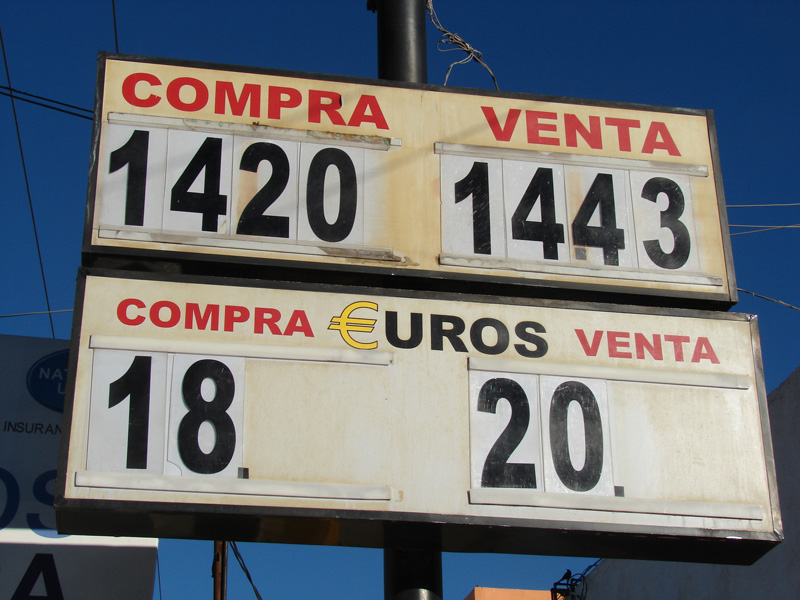 COMPRA VENTA
1420 1443
COMPRA €UROS VENTA
18. 20.
INSURAN